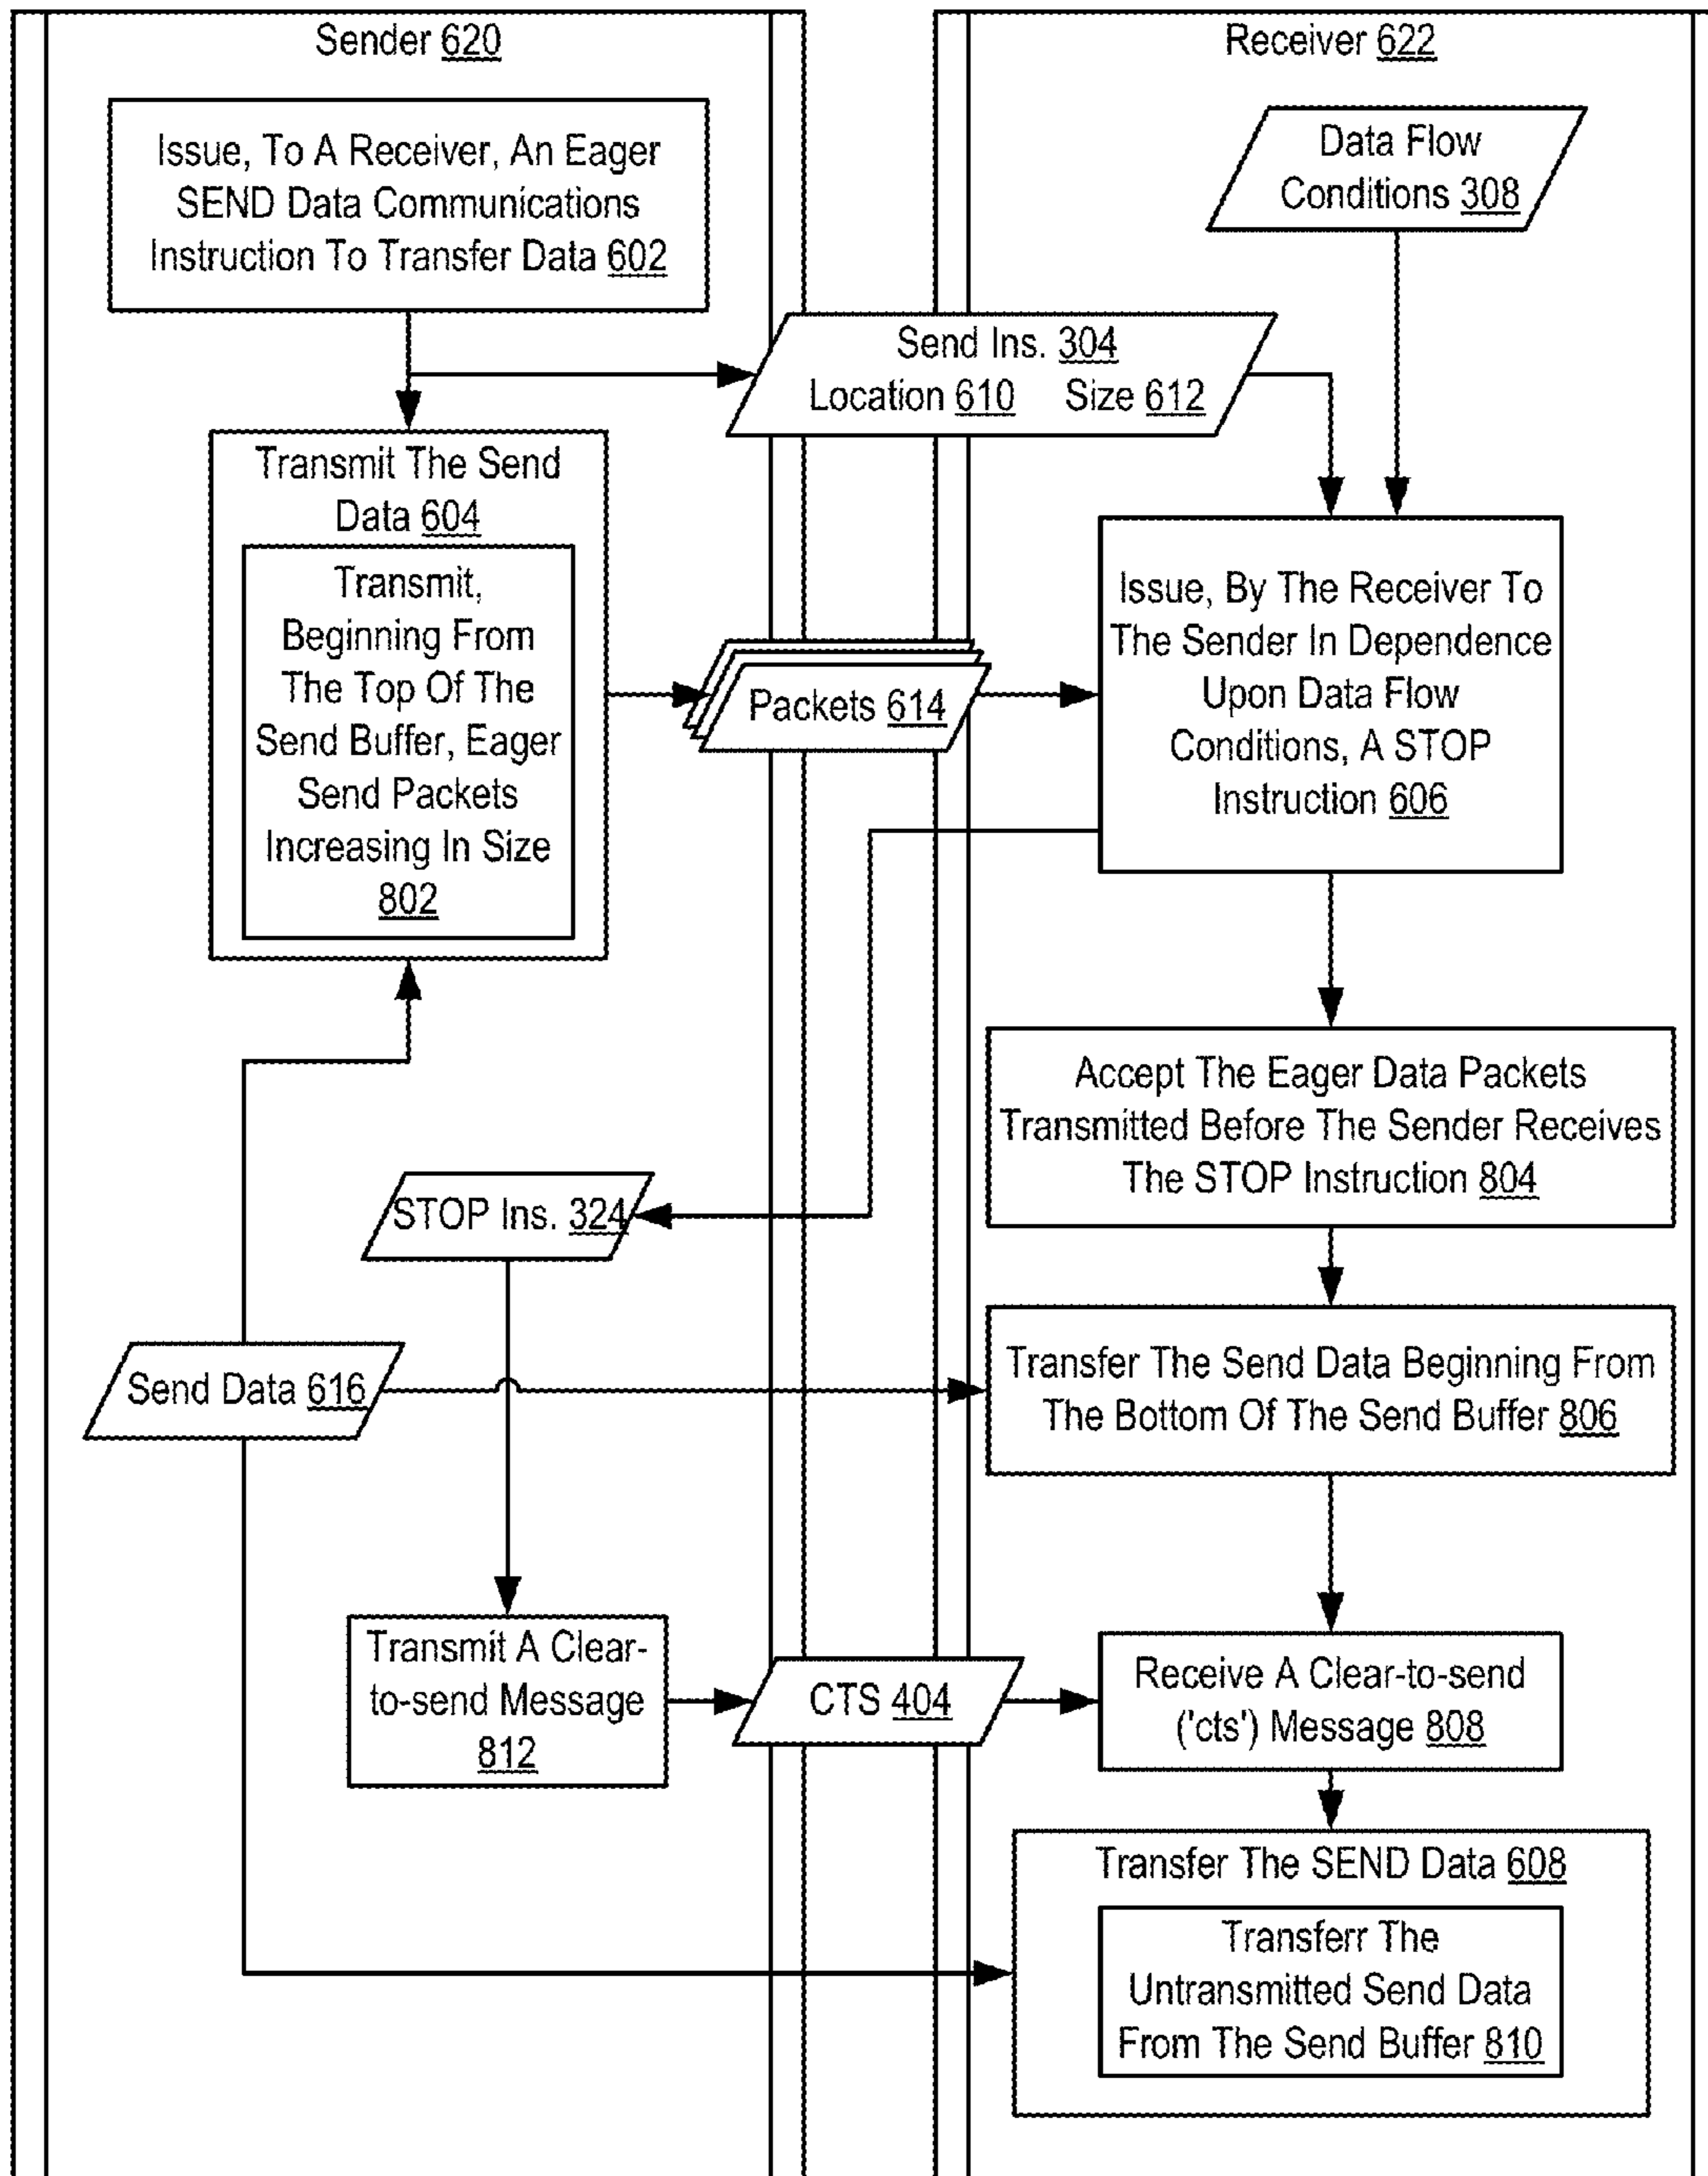 Sender 620
Receiver 622
Issue, To A Receiver, An Eager
SEND Data Communications
Instruction To Transfer Data 602
Data Flow
Conditions 308
Send Ins. 304
Location 610 Size 612
Transmit The Send
Data 604
Transmit,
Beginning From
The Top Of The
Send Buffer, Eager
Send Packets
Increasing In Size
802
Packets 614
Issue, By The Receiver To
The Sender In Dependence
Upon Data Flow
Conditions, A STOP
Instruction 606
Accept The Eager Data Packets
Transmitted Before The Sender Receives
The STOP Instruction 804
STOP Ins. 324
Send Data 616
Transfer The Send Data Beginning From
The Bottom Of The Send Buffer 806
Transmit A Clear-
to-send Message
812
CTS 404
Receive A Clear-to-send
('cts') Message 808
Transfer The SEND Data 608
Transferr The
Untransmitted Send Data
From The Send Buffer 810